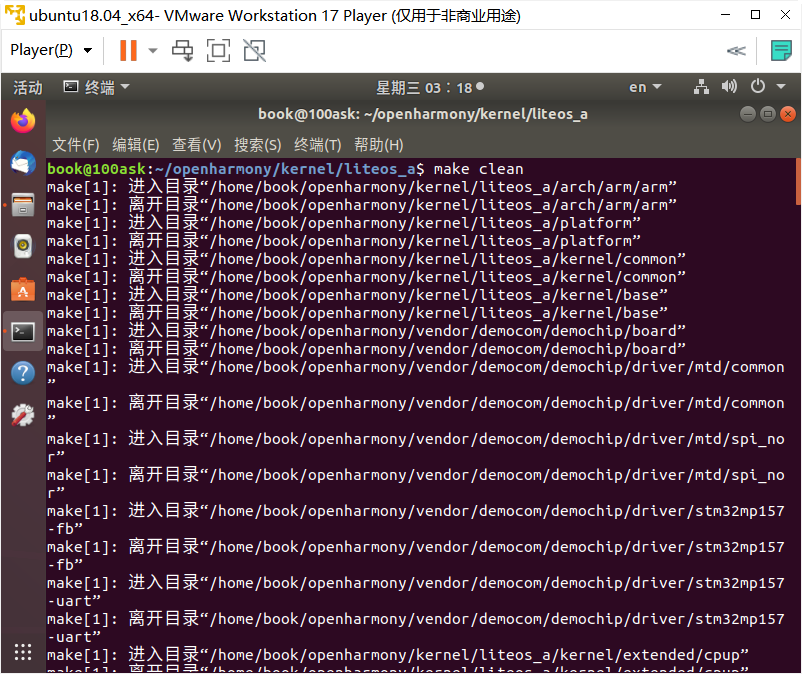 ubuntu18.04_x64- VMware Workstation 17 Player (仅用于非商业用途)
Player(P)
活动 终端 星期三 03：18 en
book@100ask: ~/openharmony/kernel/liteos_a
文件(F) 编辑(E) 查看(V) 搜索(S) 终端(T) 帮助(H)
book@100ask:~/openharmony/kernel/liteos_a$ make clean
make[1]: 进入目录“/home/book/openharmony/kernel/liteos_a/arch/arm/arm”
make[1]: 离开目录“/home/book/openharmony/kernel/liteos_a/arch/arm/arm”
make[1]: 进入目录“/home/book/openharmony/kernel/liteos_a/platform”
make[1]: 离开目录“/home/book/openharmony/kernel/liteos_a/platform”
make[1]: 进入目录“/home/book/openharmony/kernel/liteos_a/kernel/common”
make[1]: 离开目录“/home/book/openharmony/kernel/liteos_a/kernel/common”
make[1]: 进入目录“/home/book/openharmony/kernel/liteos_a/kernel/base”
make[1]: 离开目录“/home/book/openharmony/kernel/liteos_a/kernel/base”
make[1]: 进入目录“/home/book/openharmony/vendor/democom/demochip/board”
make[1]: 离开目录“/home/book/openharmony/vendor/democom/demochip/board”
make[1]: 进入目录“/home/book/openharmony/vendor/democom/demochip/driver/mtd/common
”
make[1]: 离开目录“/home/book/openharmony/vendor/democom/demochip/driver/mtd/common
”
make[1]: 进入目录“/home/book/openharmony/vendor/democom/demochip/driver/mtd/spi_no
r”
make[1]: 离开目录“/home/book/openharmony/vendor/democom/demochip/driver/mtd/spi_no
r”
make[1]: 进入目录“/home/book/openharmony/vendor/democom/demochip/driver/stm32mp157
-fb”
make[1]: 离开目录“/home/book/openharmony/vendor/democom/demochip/driver/stm32mp157
-fb”
make[1]: 进入目录“/home/book/openharmony/vendor/democom/demochip/driver/stm32mp157
-uart”
make[1]: 离开目录“/home/book/openharmony/vendor/democom/demochip/driver/stm32mp157
-uart”
make[1]: 进入目录“/home/book/openharmony/kernel/liteos_a/kernel/extended/cpup”
make[1]: 离开目录“/home/book/openharmony/kernel/liteos_a/kernel/extended/cpup”